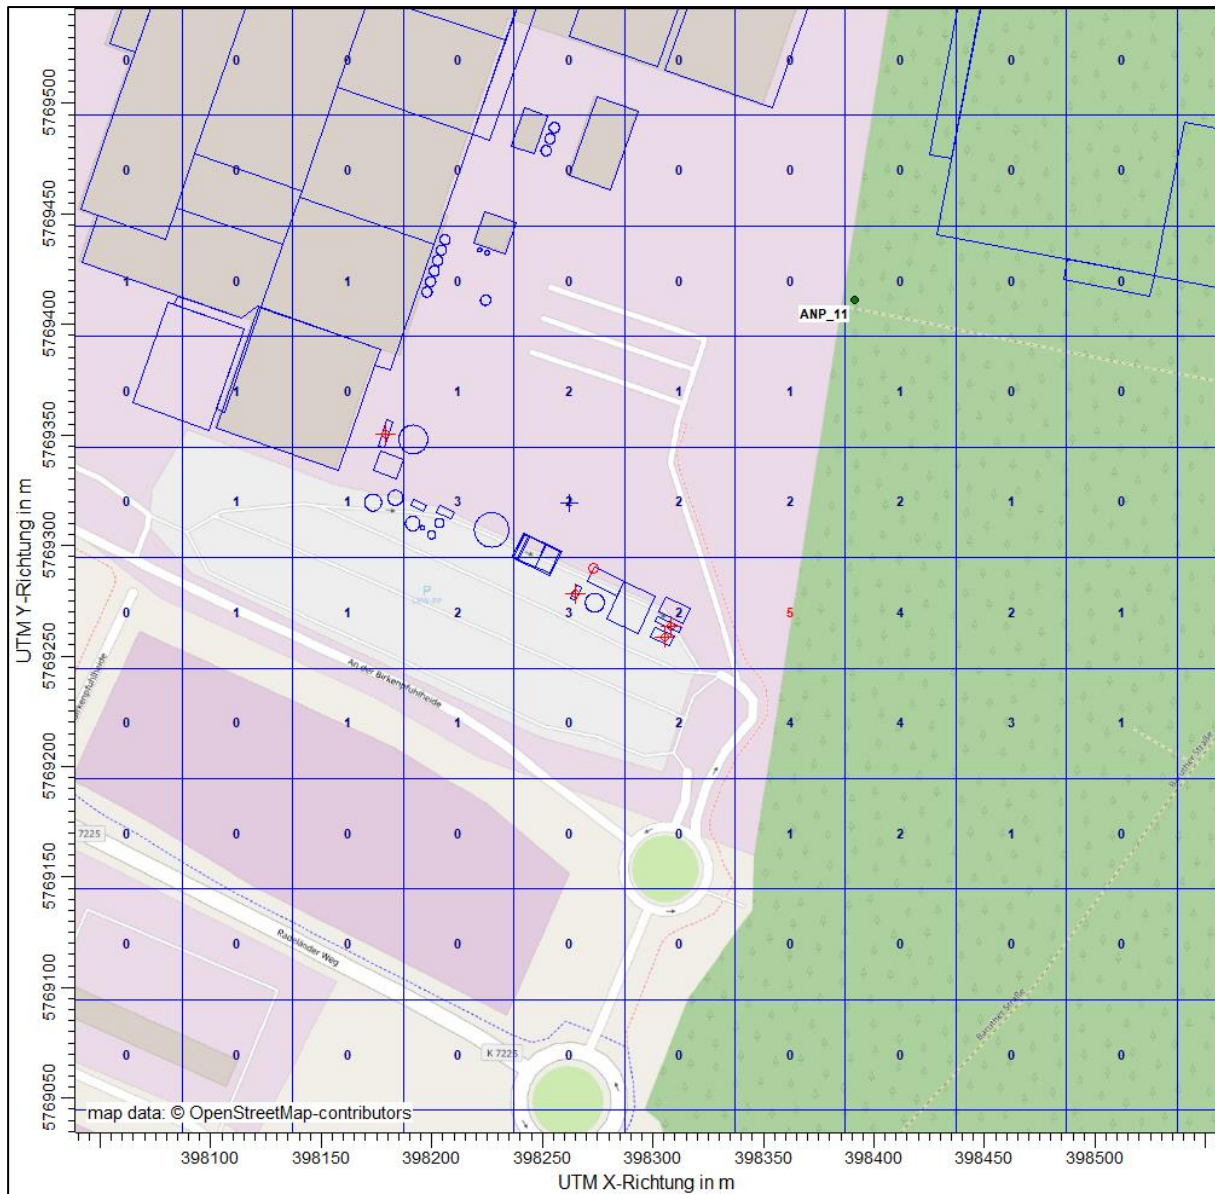 UTM Y-Richtung in m
5769500
5769450
5769400
5769350
5769300
5769250
5769200
5769150
5769100
5769050
0 0 0 0 0 0 0 0 0 0
0 0 0 0 0 0 0 0 0 0
1 0 1 0 0 0 0 0 0 0
ANP_11
0 1 0 1 2 1 1 1 0 0
0 1 1 3 2 2 2 2 1 0
P
0 1 1 2 3 2 5 4 2 1
An der Birkenpfuhlheide
Birkenpfuhlheide
0 0 1 1 0 2 4 4 3 1
Baruther Straße
7225
0 0 0 0 0 0 1 2 1 0
Radeländer Weg
0 0 0 0 0 0 0 0 0 0
Baruther Straße
K 7225
0 0 0 0 0 0 0 0 0 0
map data: © OpenStreetMap-contributors
398100 398150 398200 398250 398300 398350 398400 398450 398500
UTM X-Richtung in m